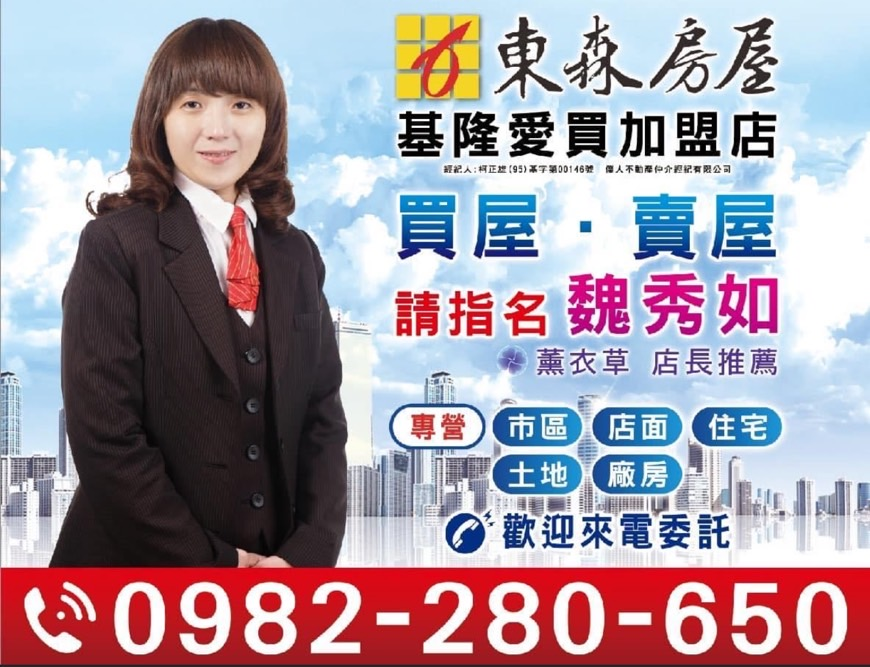 東森房屋
基隆愛買加盟店
經紀人：柯正雄(95)基字第00146號　偉人不動產仲介經紀有限公司
買屋・賣屋
請指名 魏秀如
薰衣草 店長推薦
專營 市區 店面 住宅
土地 廠房
歡迎來電委託
0982-280-650